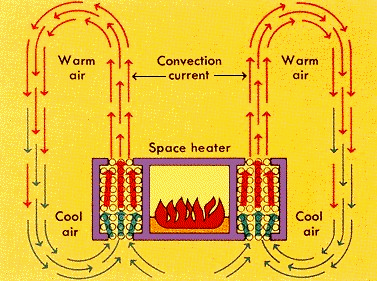 Warm
air
Convection
current
Warm
air
Space heater
Cool
air
Cool
air